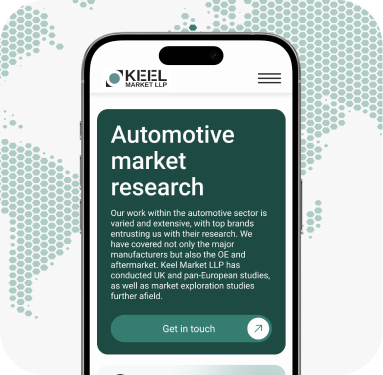 KEEL
MARKET LLP
Automotive
market
research
Our work within the automotive sector is
varied and extensive, with top brands
entrusting us with their research. We
have covered not only the major
manufacturers but also the OE and
aftermarket. Keel Market LLP has
conducted UK and pan-European studies,
as well as market exploration studies
further afield.
Get in touch